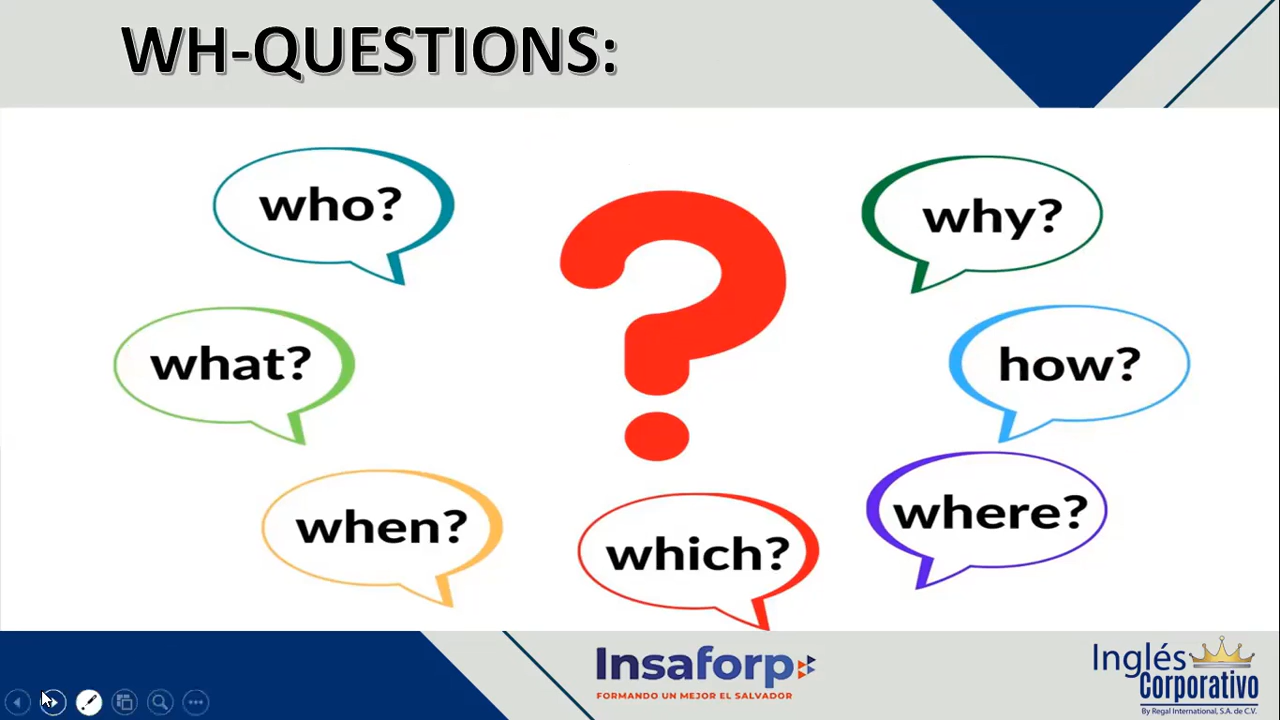 WH-QUESTIONS:
who?
why?
what?
how?
when?
which?
where?
Insaforp
FORMANDO UN MEJOR EL SALVADOR
Inglés
Corporativo
By Regal International, S.A. de C.V.